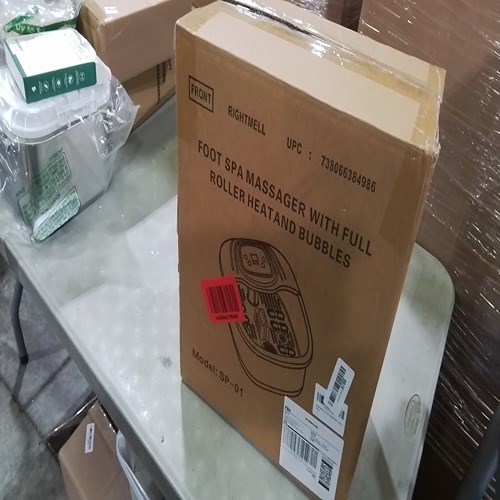 FRONT
RIGHTMELL
UPC : 738066384986
FOOT SPA MASSAGER WITH FULL
ROLLER HEATAND BUBBLES
Model: SP-01